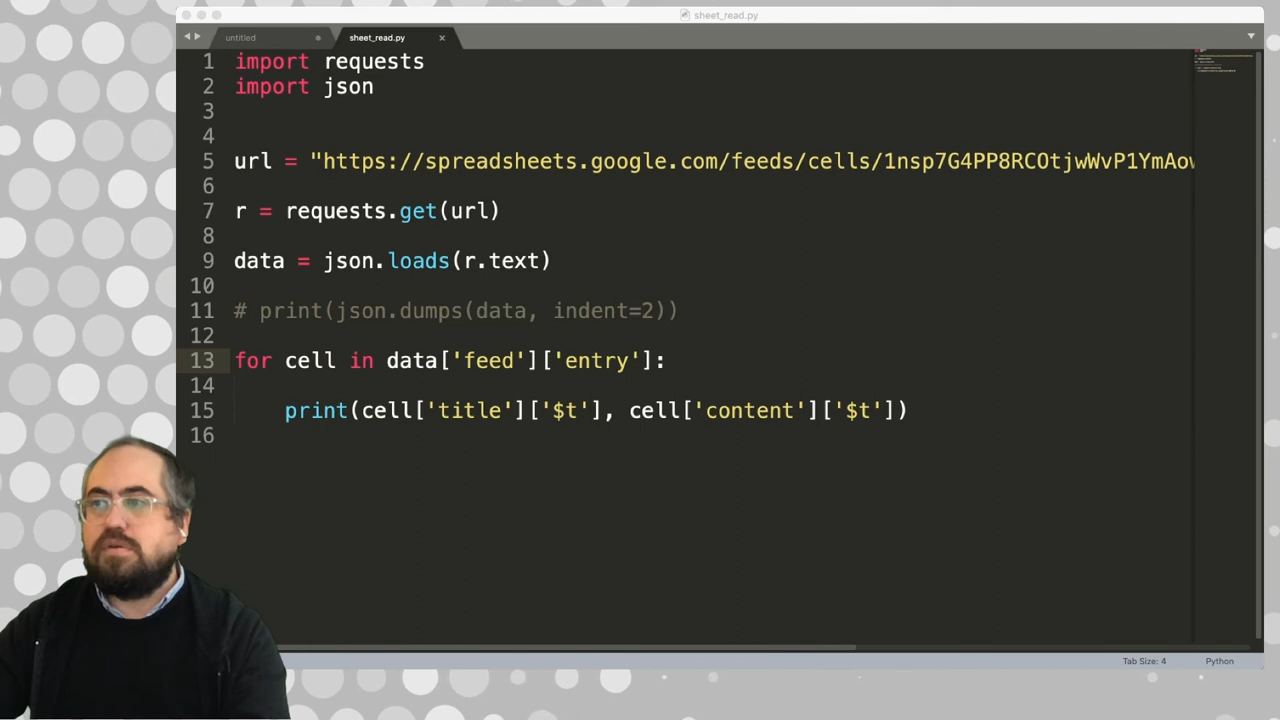 sheet_read.py
untitled
sheet_read.py
1 import requests
2 import json
3
4
5 url = "https://spreadsheets.google.com/feeds/cells/1nsp7G4PP8RCOtjwWvP1YmAov
6
7 r = requests.get(url)
8
9 data = json.loads(r.text)
10
11 # print(json.dumps(data, indent=2))
12
13 for cell in data['feed']['entry']:
14
15 print(cell['title']['$t'], cell['content']['$t'])
16
Tab Size: 4 Python